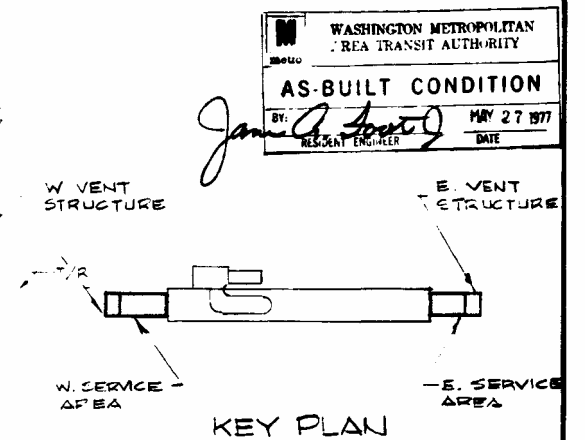 M
metro
WASHINGTON METROPOLITAN
AREA TRANSIT AUTHORITY
AS-BUILT CONDITION
BY:
RESIDENT ENGINEER
MAY 27 1977
DATE
W VENT
STRUCTURE
E. VENT
STRUCTURE
T/R
W. SERVICE
AREA
E. SERVICE
AREA
KEY PLAN